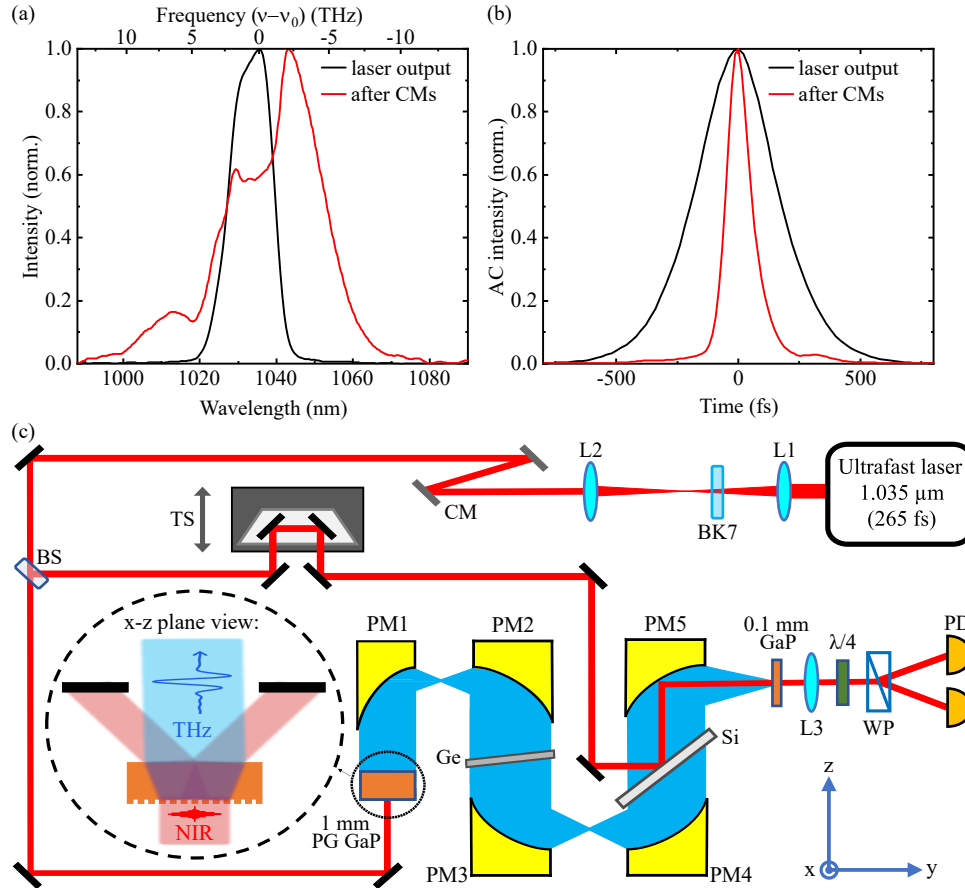 (a)
Frequency (ν−ν0) (THz)
10 5 0 -5 -10
1.0
0.8
0.6
0.4
0.2
0.0
Intensity (norm.)
laser output
after CMs
1000 1020 1040 1060 1080
Wavelength (nm)
(b)
1.0
0.8
0.6
0.4
0.2
0.0
AC intensity (norm.)
laser output
after CMs
-500 0 500
Time (fs)
(c)
L2
L1
Ultrafast laser
1.035 µm
(265 fs)
TS
CM
BK7
BS
x-z plane view:
PM1
PM2
PM5
0.1 mm
GaP
λ/4
PD
THz
Ge
Si
L3
WP
NIR
1 mm
PG GaP
PM3
PM4
z
x
y